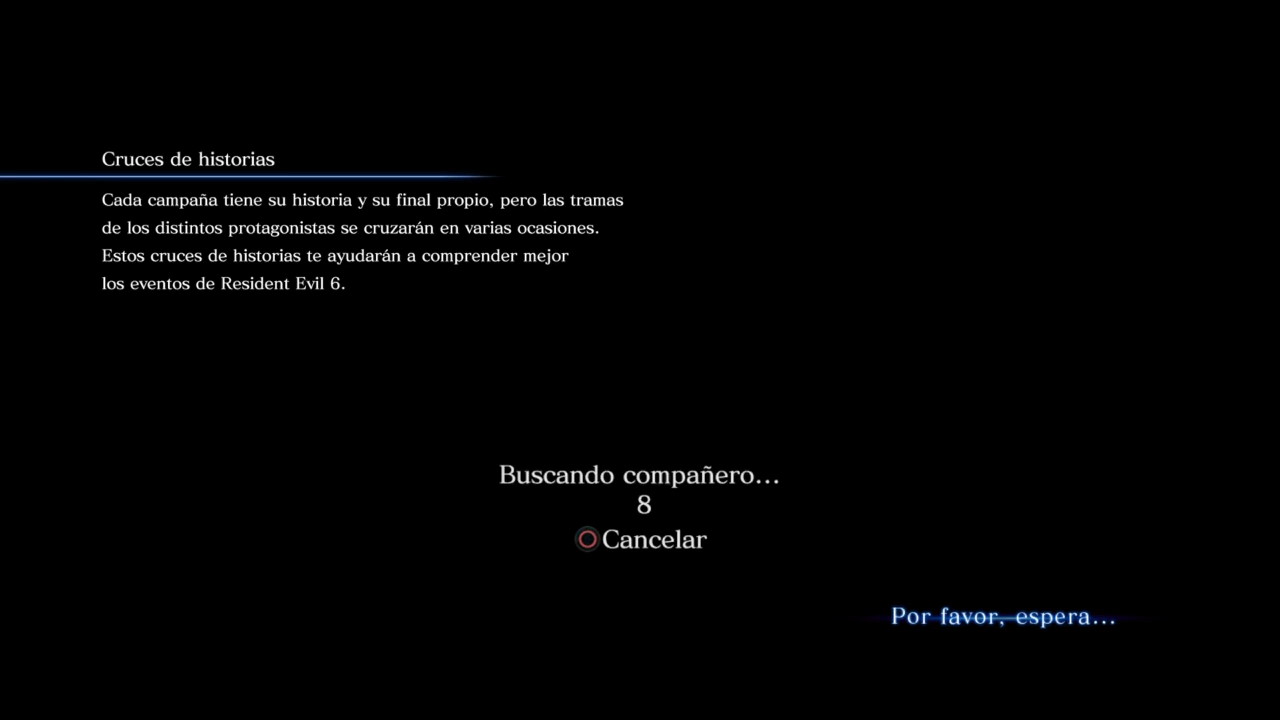 Cruces de historias
Cada campaña tiene su historia y su final propio, pero las tramas
de los distintos protagonistas se cruzarán en varias ocasiones.
Estos cruces de historias te ayudarán a comprender mejor
los eventos de Resident Evil 6.
Buscando compañero...
8
Cancelar
Por favor, espera...